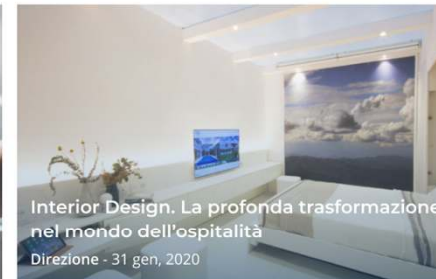 Interior Design. La profonda trasformazione
nel mondo dell'ospitalità
Direzione - 31 gen, 2020